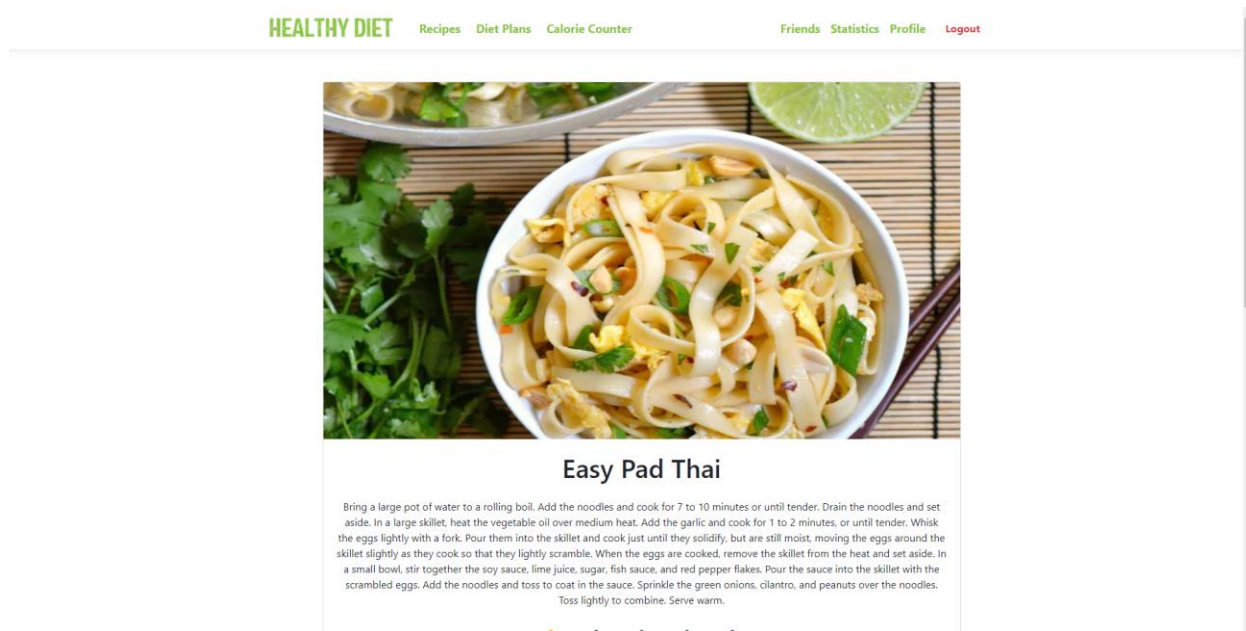 HEALTHY DIET Recipes Diet Plans Calorie Counter Friends Statistics Profile Logout
Easy Pad Thai
Bring a large pot of water to a rolling boil. Add the noodles and cook for 7 to 10 minutes or until tender. Drain the noodles and set
aside. In a large skillet, heat the vegetable oil over medium heat. Add the garlic and cook for 1 to 2 minutes, or until tender. Whisk
the eggs lightly with a fork. Pour them into the skillet and cook just until they solidify, but are still moist, moving the eggs around the
skillet slightly as they cook so that they lightly scramble. When the eggs are cooked, remove the skillet from the heat and set aside. In
a small bowl, stir together the soy sauce, lime juice, sugar, fish sauce, and red pepper flakes. Pour the sauce into the skillet with the
scrambled eggs. Add the noodles and toss to coat in the sauce. Sprinkle the green onions, cilantro, and peanuts over the noodles.
Toss lightly to combine. Serve warm.